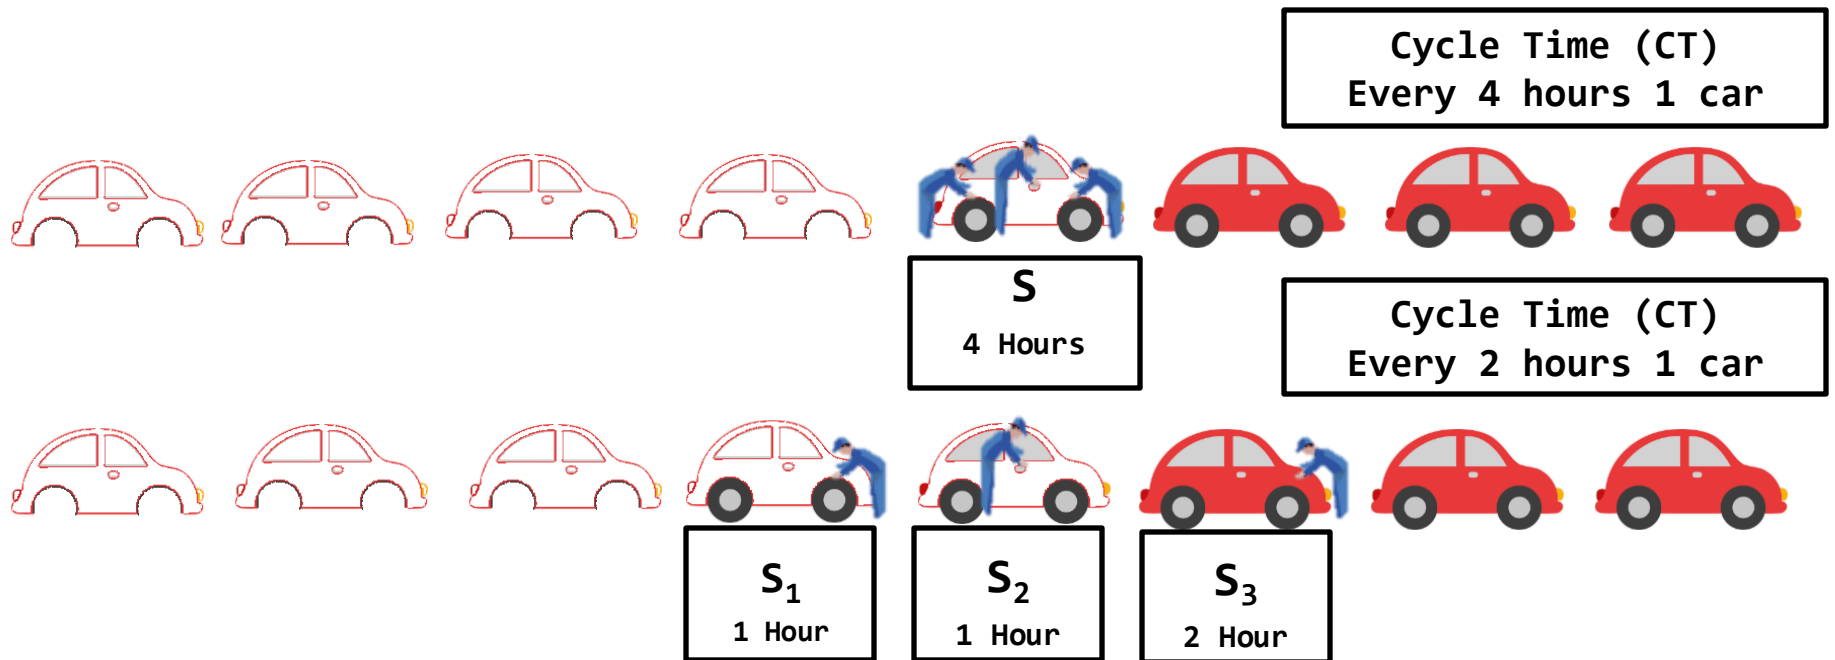 Cycle Time (CT)
Every 4 hours 1 car
S
4 Hours
Cycle Time (CT)
Every 2 hours 1 car
S₁
1 Hour
S₂
1 Hour
S₃
2 Hour